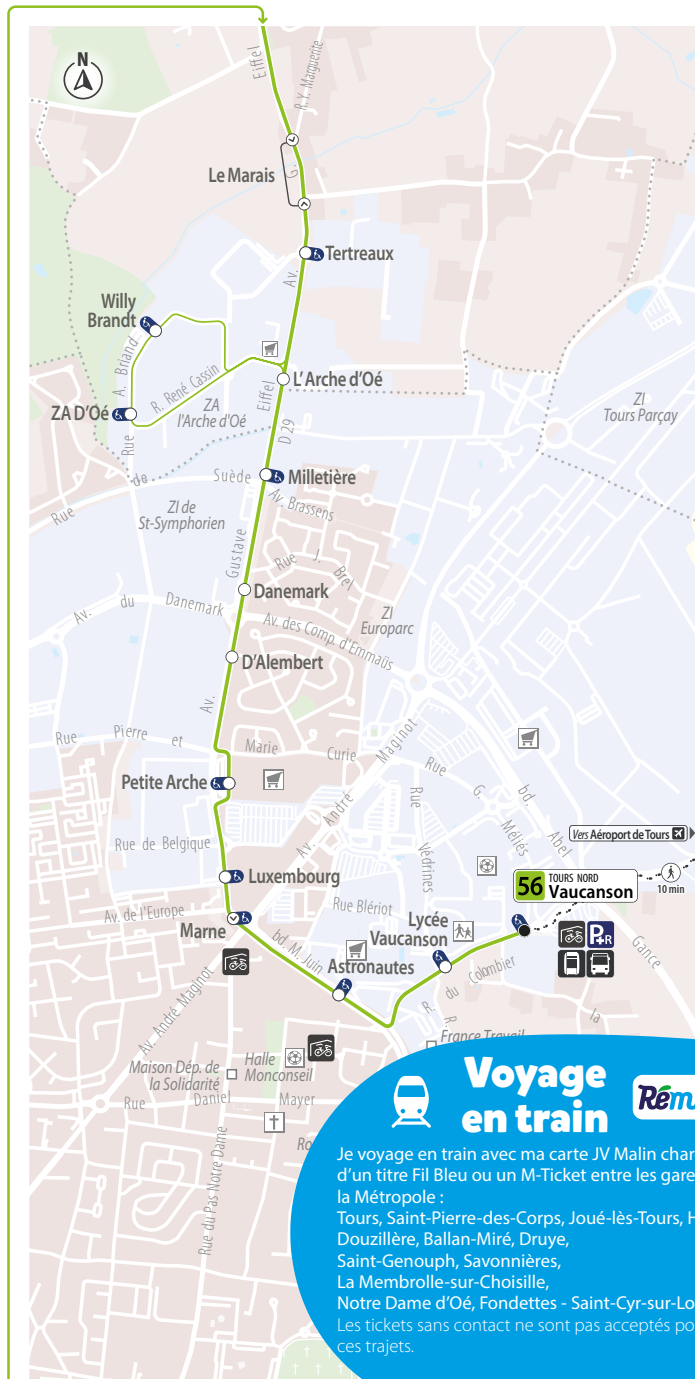 N
Eiffel
R.Y. Marguerite
G.
Le Marais
Av.
Tertreaux
Willy
Brandt
A. Briand
R. René Cassin
ZA
l'Arche d'Oé
ZA D'Oé
Rue
L'Arche d'Oé
Eiffel
D 29
ZI
Tours Parçay
Rue
de
Suède
Milletière
Av. Brassens
ZI de
St-Symphorien
Gustave
Rue J. Brel
Av. du Danemark
Danemark
ZI
Europarc
Av. des Comp. d'Emmaüs
D'Alembert
Av.
Rue Pierre et Marie Curie
Petite Arche
Av. André Maginot
Rue G. Méliés
bd. Abel Gance
Rue Védrines
Vers Aéroport de Tours
10 min
Rue de Belgique
Luxembourg
56 TOURS NORD
Vaucanson
Av. de l'Europe
Rue Blériot
Marne
Lycée
Vaucanson
bd. M. Juin
Astronautes
P+R
R. du Colombier
R.
la
Av. André Maginot
France Travail
Maison Dép. de
la Solidarité
Halle
Monconseil
Rue Daniel Mayer
Ro
Rue du Pas Notre Dame
Voyage
en train
Rém
Je voyage en train avec ma carte JV Malin char
d'un titre Fil Bleu ou un M-Ticket entre les gare
la Métropole :
Tours, Saint-Pierre-des-Corps, Joué-lès-Tours, H
Douzillère, Ballan-Miré, Druye,
Saint-Genouph, Savonnières,
La Membrolle-sur-Choisille,
Notre Dame d'Oé, Fondettes - Saint-Cyr-sur-Lo
Les tickets sans contact ne sont pas acceptés po
ces trajets.